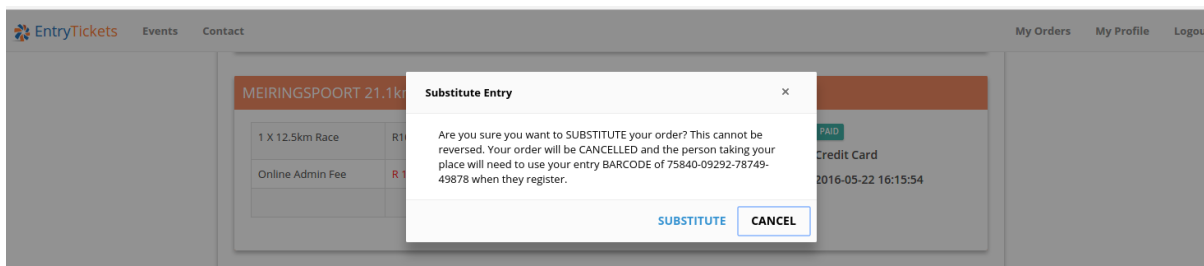 EntryTickets Events Contact My Orders My Profile
MEIRINGSPOORT
Substitute Entry ×
Are you sure you want to SUBSTITUTE your order? This cannot be
reversed. Your order will be CANCELLED and the person taking your
place will need to use your entry BARCODE of 75840-09292-78749-
49878 when they register.
SUBSTITUTE CANCEL
1 X 12.5km Race
Online Admin Fee
PAID
Credit Card
2016-05-22 16:15:54